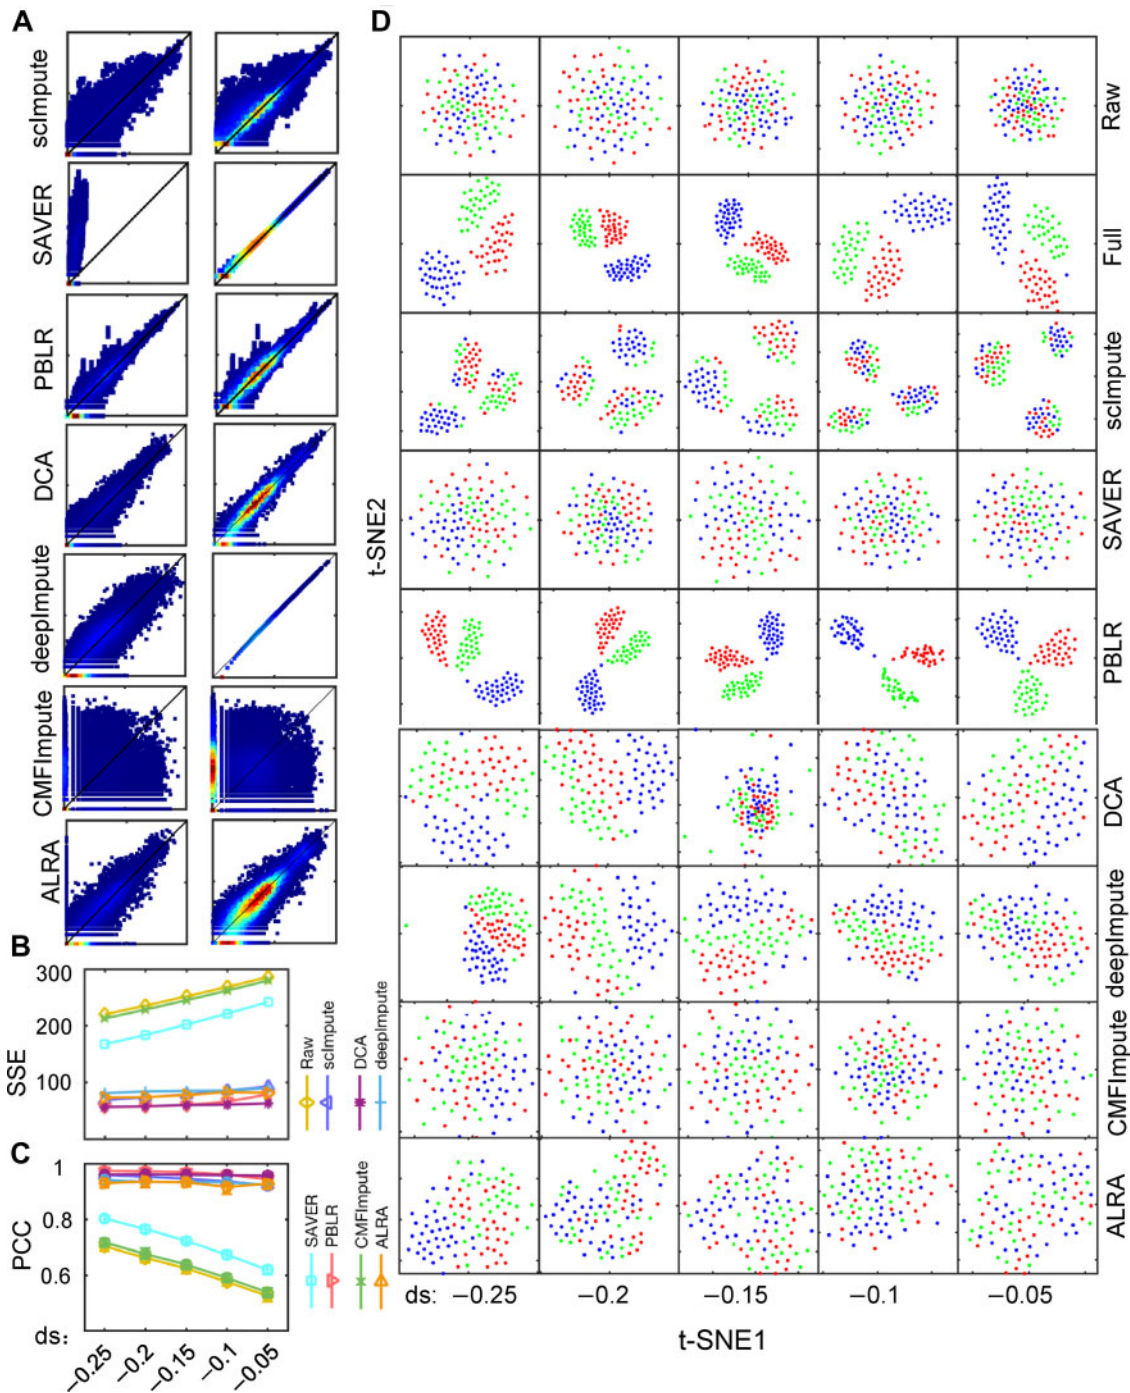 A
scImpute
SAVER
PBLR
DCA
deepImpute
CMFImpute
ALRA
B
300
200
100
SSE
Raw
scImpute
DCA
deepImpute
C
1
0.8
0.6
PCC
SAVER
PBLR
CMFImpute
ALRA
ds:
−0.25
−0.2
−0.15
−0.1
−0.05
D
Raw
Full
scImpute
SAVER
PBLR
DCA
deepImpute
CMFImpute
ALRA
t-SNE2
ds: −0.25 −0.2 −0.15 −0.1 −0.05
t-SNE1